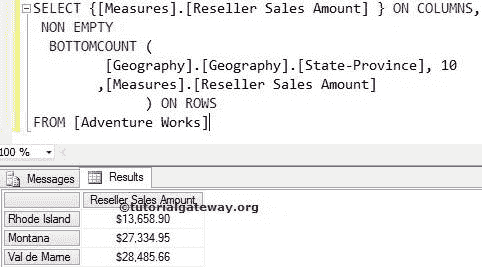 SELECT {[Measures].[Reseller Sales Amount] } ON COLUMNS,
NON EMPTY
BOTTOMCOUNT (
[Geography].[Geography].[State-Province], 10
,[Measures].[Reseller Sales Amount]
) ON ROWS
FROM [Adventure Works]
100 %
Messages Results
Reseller Sales Amount
©tutorialgateway.org
Rhode Island $13,658.90
Montana $27,334.95
Val de Marne $28,485.66